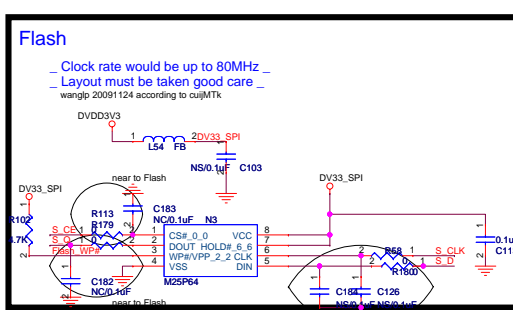 Flash
_ Clock rate would be up to 80MHz _
_ Layout must be taken good care _
wanglp 20091124 according to cuijMTk
DVDD3V3
1 2 DV33_SPI
L54 FB
NS/0.1uF C103
near to Flash
DV33_SPI
DV33_SPI
C183
NC/0.1uF
R102
R113
R179
N3
S_CE
1 CS#_0_0 VCC 8
2 DOUT HOLD#_6_6 7
Flash_WP# 3 WP#/VPP_2_2 CLK 6
4 VSS DIN 5
M25P64
R58
S_CLK
S_D
0.1u
C182
NC/0.1uF
C126
near to Flash